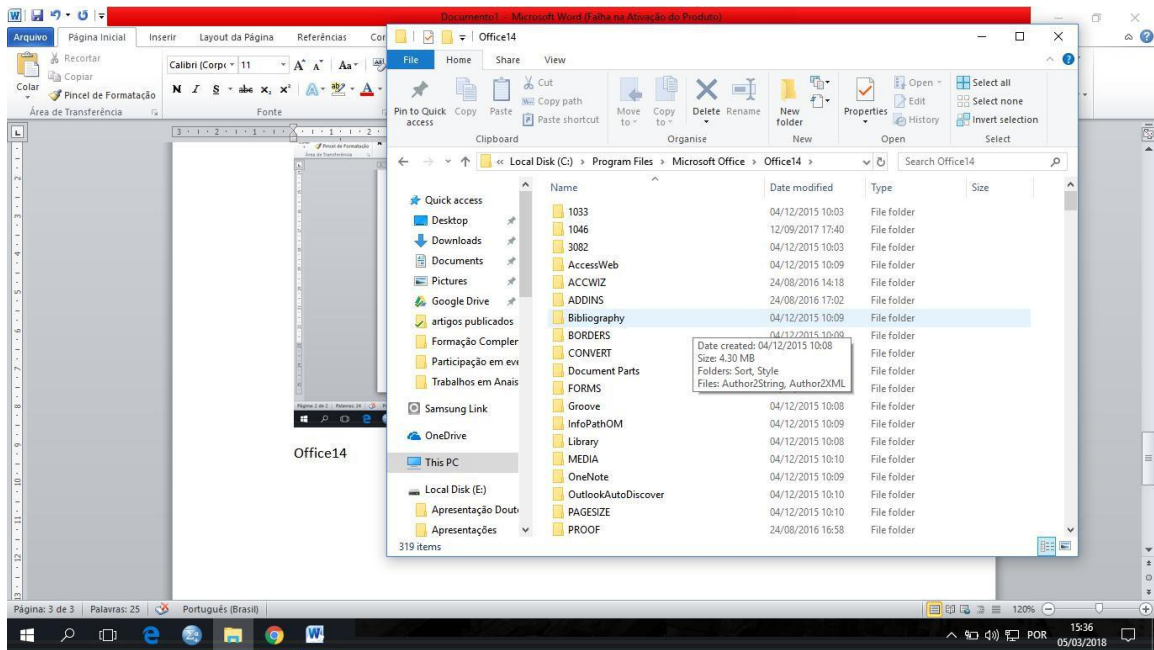 Documento1 - Microsoft Word (Falha na Ativação do Produto)
Arquivo Página Inicial Inserir Layout da Página Referências Cor
Recortar
Copiar
Colar
Pincel de Formatação
Área de Transferência
Calibri (Corpo 11
Fonte
Office14
File Home Share View
Pin to Quick access
Copy
Paste
Cut
Copy path
Paste shortcut
Clipboard
Move to
Copy to
Delete
Rename
Organise
New folder
New
Properties
Open
Edit
History
Open
Select all
Select none
Invert selection
Select
« Local Disk (C:) › Program Files › Microsoft Office › Office14 ›
Search Office14
Quick access
Desktop
Downloads
Documents
Pictures
Google Drive
artigos publicados
Formação Complem
Participação em eve
Trabalhos em Anais
Samsung Link
OneDrive
This PC
Local Disk (E:)
Apresentação Douto
Apresentações
Name Date modified Type Size
1033 04/12/2015 10:03 File folder
1046 12/09/2017 17:40 File folder
3082 04/12/2015 10:03 File folder
AccessWeb 04/12/2015 10:09 File folder
ACCWIZ 24/08/2016 14:18 File folder
ADDINS 24/08/2016 17:02 File folder
Bibliography 04/12/2015 10:09 File folder
BORDERS 04/12/2015 10:09 File folder
CONVERT File folder
Document Parts File folder
FORMS File folder
Groove 04/12/2015 10:08 File folder
InfoPathOM 04/12/2015 10:09 File folder
Library 04/12/2015 10:08 File folder
MEDIA 04/12/2015 10:10 File folder
OneNote 04/12/2015 10:09 File folder
OutlookAutoDiscover 04/12/2015 10:10 File folder
PAGESIZE 04/12/2015 10:10 File folder
PROOF 24/08/2016 16:58 File folder
Date created: 04/12/2015 10:08
Size: 4.30 MB
Folders: Sort, Style
Files: Author2String, Author2XML
319 items
Office14
Página: 3 de 3 Palavras: 25 Português (Brasil) 120%
POR
15:36
05/03/2018